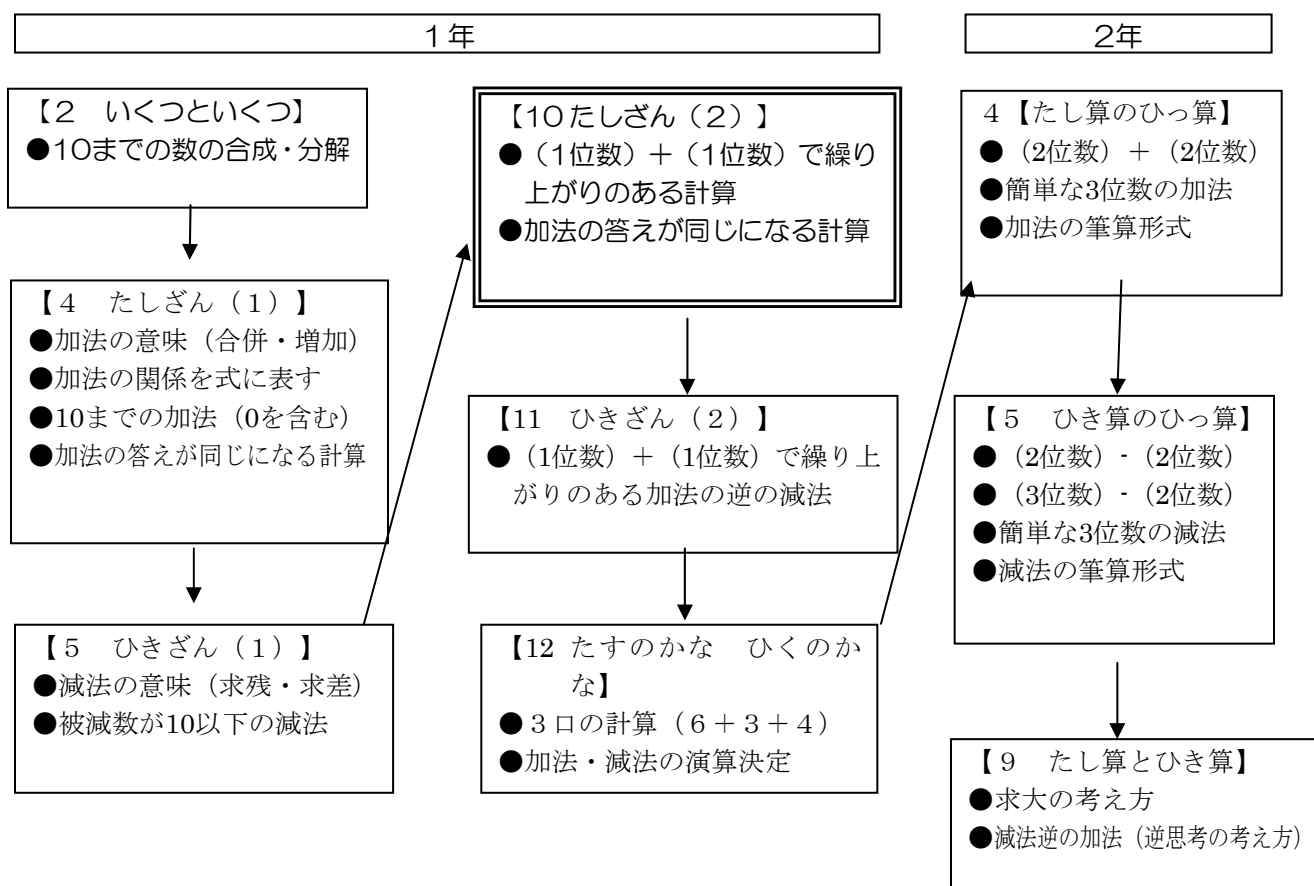 1年
2年
【2　いくつといくつ】
●10までの数の合成・分解
【4　たしざん（1）】
●加法の意味（合併・増加）
●加法の関係を式に表す
●10までの加法（0を含む）
●加法の答えが同じになる計算
【5　ひきざん（1）】
●減法の意味（求残・求差）
●被減数が10以下の減法
【10たしざん（2）】
●（1位数）＋（1位数）で繰り
上がりのある計算
●加法の答えが同じになる計算
【11　ひきざん（2）】
●（1位数）＋（1位数）で繰り上
がりのある加法の逆の減法
【12 たすのかな　ひくのか
な】
●3口の計算（6＋3＋4）
●加法・減法の演算決定
4【たし算のひっ算】
●（2位数）＋（2位数）
●簡単な3位数の加法
●加法の筆算形式
【5　ひき算のひっ算】
●（2位数）-（2位数）
●（3位数）-（2位数）
●簡単な3位数の減法
●減法の筆算形式
【9　たし算とひき算】
●求大の考え方
●減法逆の加法（逆思考の考え方）